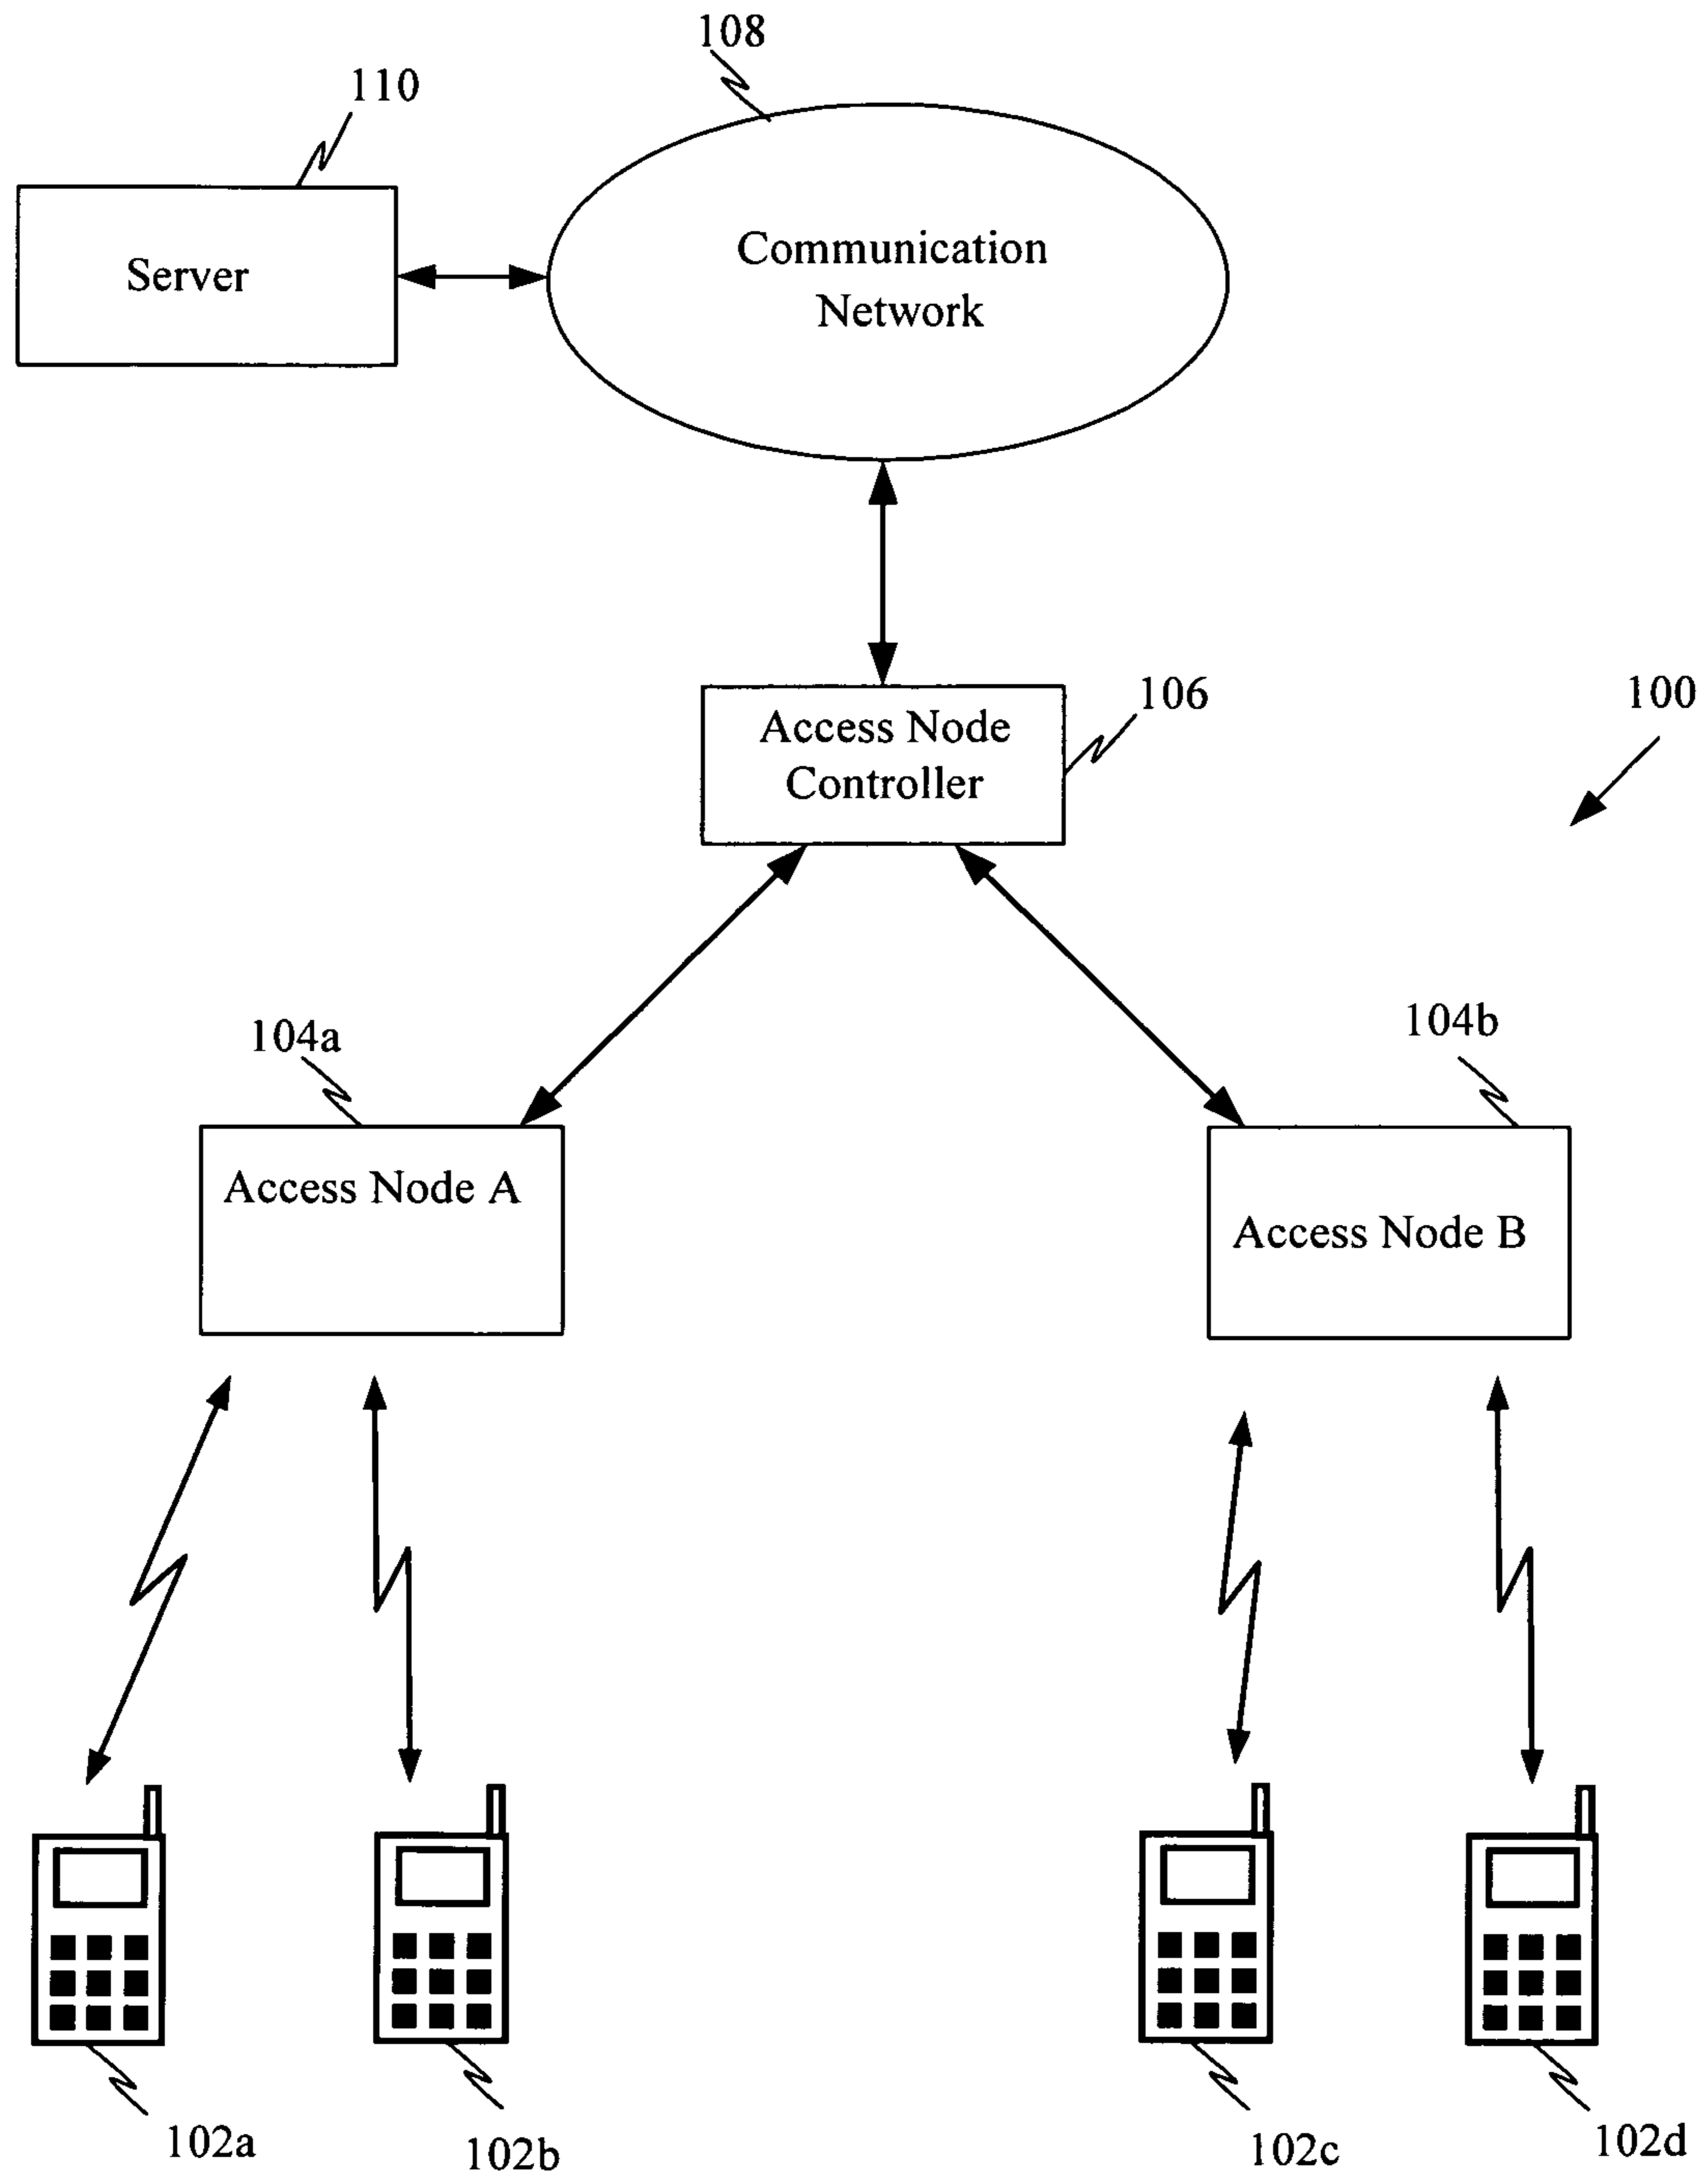 108
110
Communication
Network
Server
106
100
Access Node
Controller
104a
104b
Access Node A
Access Node B
102a
102b
102c
102d